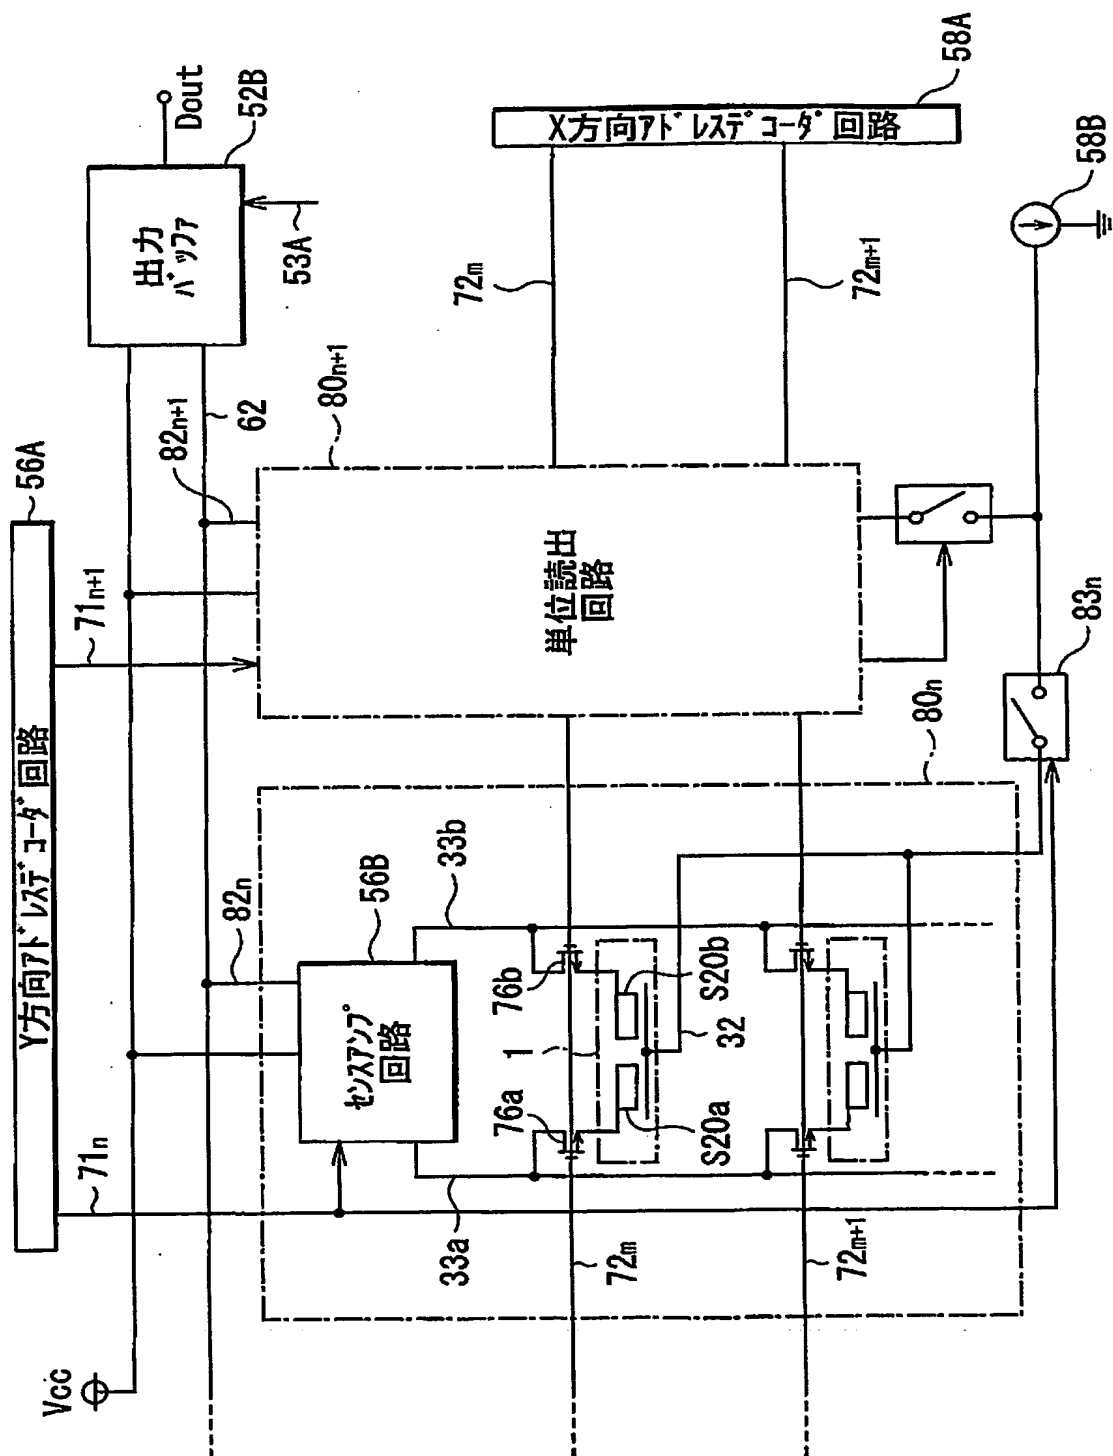 Vcc
Y方向アドレスデコーダ回路
56A
71n
71n+1
82n
82n+1
62
出力
バッファ
Dout
52B
53A
センスアンプ
回路
56B
33a
33b
単位読出
回路
80n+1
80n
72m
72m+1
X方向アドレスデコーダ回路
58A
76a
76b
1
S20a
S20b
32
72m
72m+1
83n
58B